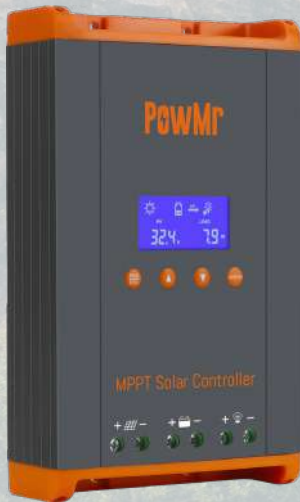 PowMr
32.4
7.9
MPPT Solar Controller
+ - + - + -